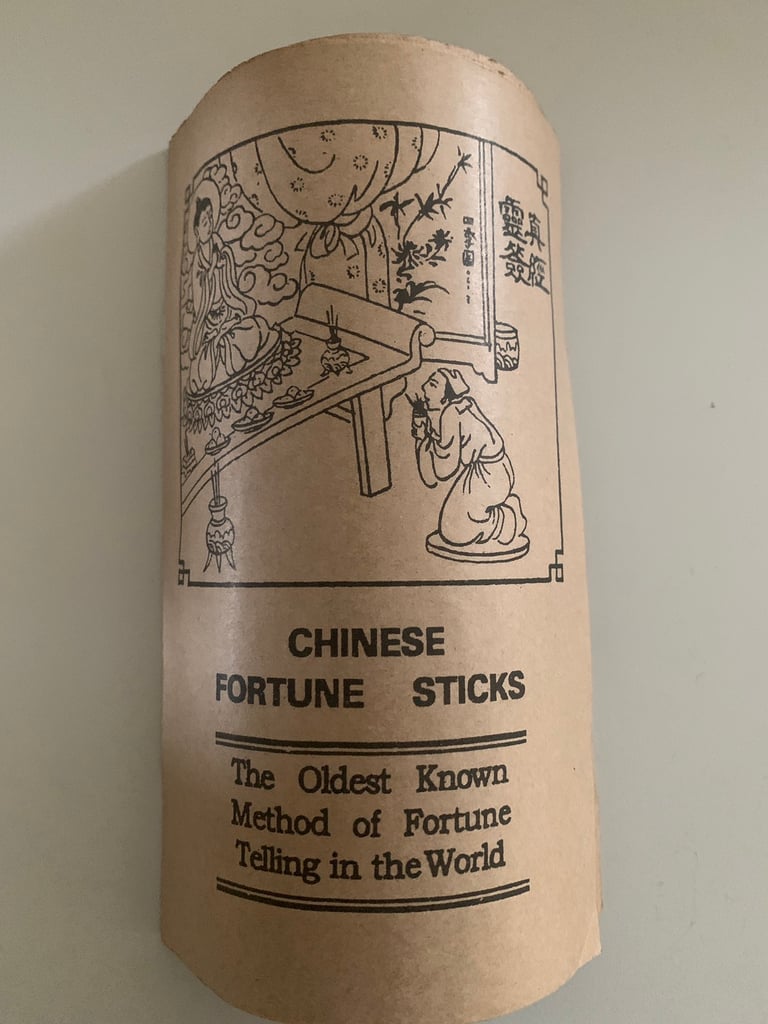 真經
靈簽
CHINESE
FORTUNE STICKS
The Oldest Known
Method of Fortune
Telling in the World